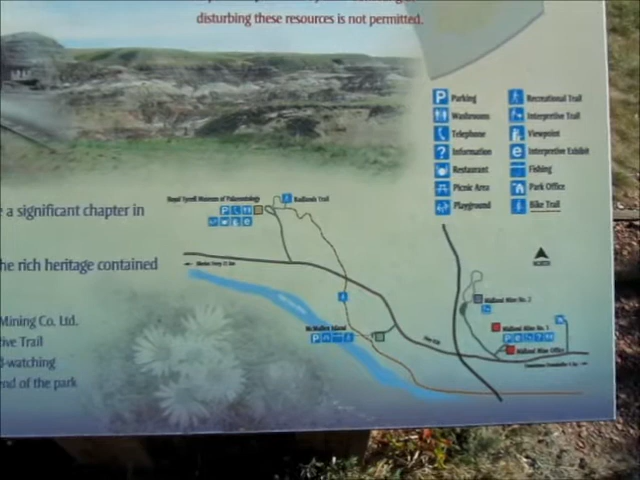 disturbing these resources is not permitted.
Parking
Washrooms
Telephone
Information
Restaurant
Picnic Area
Playground
Recreational Trail
Interpretive Trail
Viewpoint
Interpretive Exhibit
Fishing
Park Office
Bike Trail
Royal Tyrrell Museum of Palaeontology
Badlands Trail
e a significant chapter in
NORTH
he rich heritage contained
Midland Mine No. 2
Mining Co. Ltd.
Midland Mine No. 1
McMullen Island
ive Trail
Midland Mine Office
d-watching
end of the park